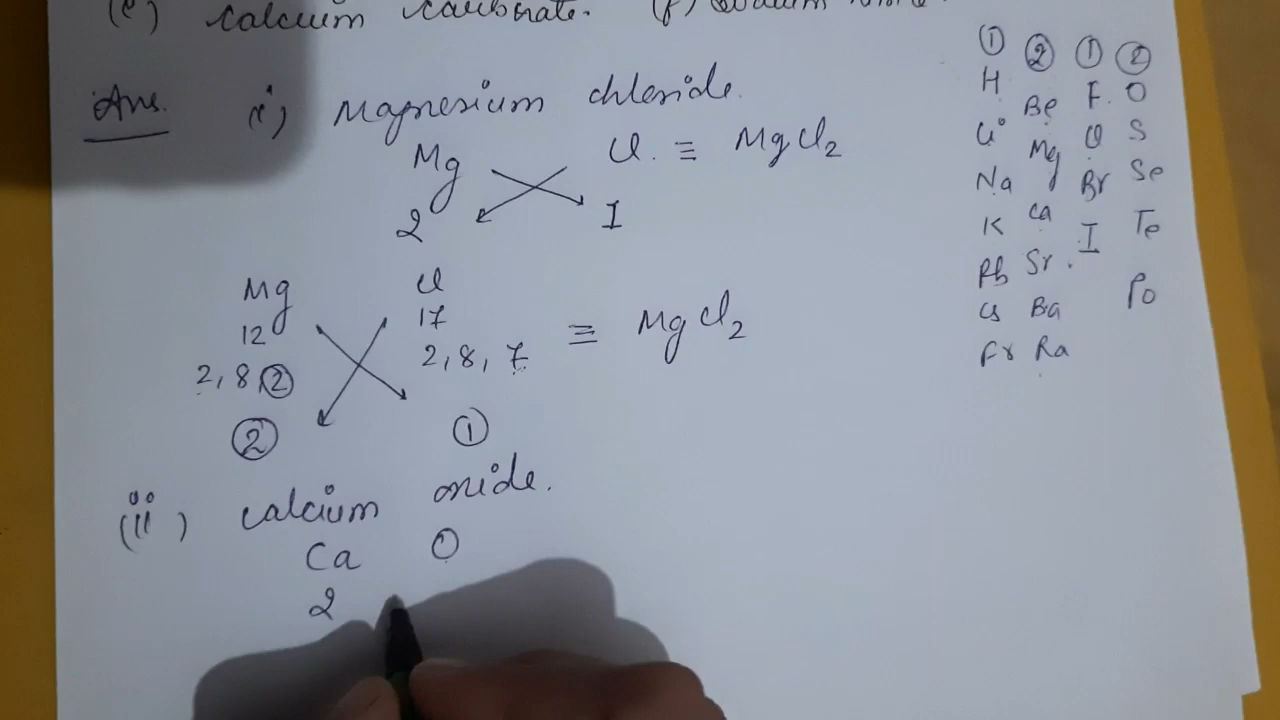 (e) calcium carbonate. (f)
Ans. (i) Magnesium chloride.
Mg Cl ≡ MgCl2
2 I
Mg Cl
12 17
2,8,2 2,8,7 ≡ MgCl2
2 1
(ii) calcium oxide.
Ca O
2
1 2 1 2
H Be F O
Li Mg Cl S
Na Ca Br Se
K Sr. I Te
Rb Ba Po
Cs Ra
Fr